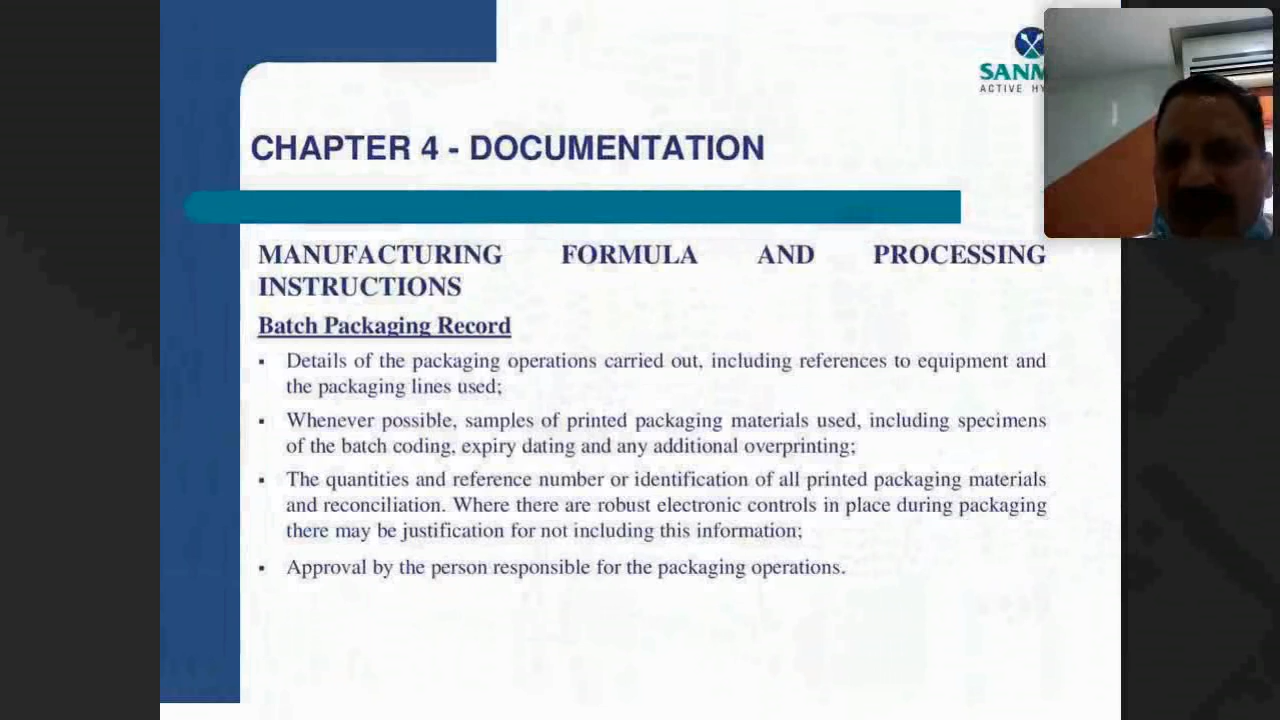 SANM
ACTIVE HY
CHAPTER 4 - DOCUMENTATION
MANUFACTURING FORMULA AND PROCESSING
INSTRUCTIONS
Batch Packaging Record
▪ Details of the packaging operations carried out, including references to equipment and
the packaging lines used;
▪ Whenever possible, samples of printed packaging materials used, including specimens
of the batch coding, expiry dating and any additional overprinting;
▪ The quantities and reference number or identification of all printed packaging materials
and reconciliation. Where there are robust electronic controls in place during packaging
there may be justification for not including this information;
▪ Approval by the person responsible for the packaging operations.